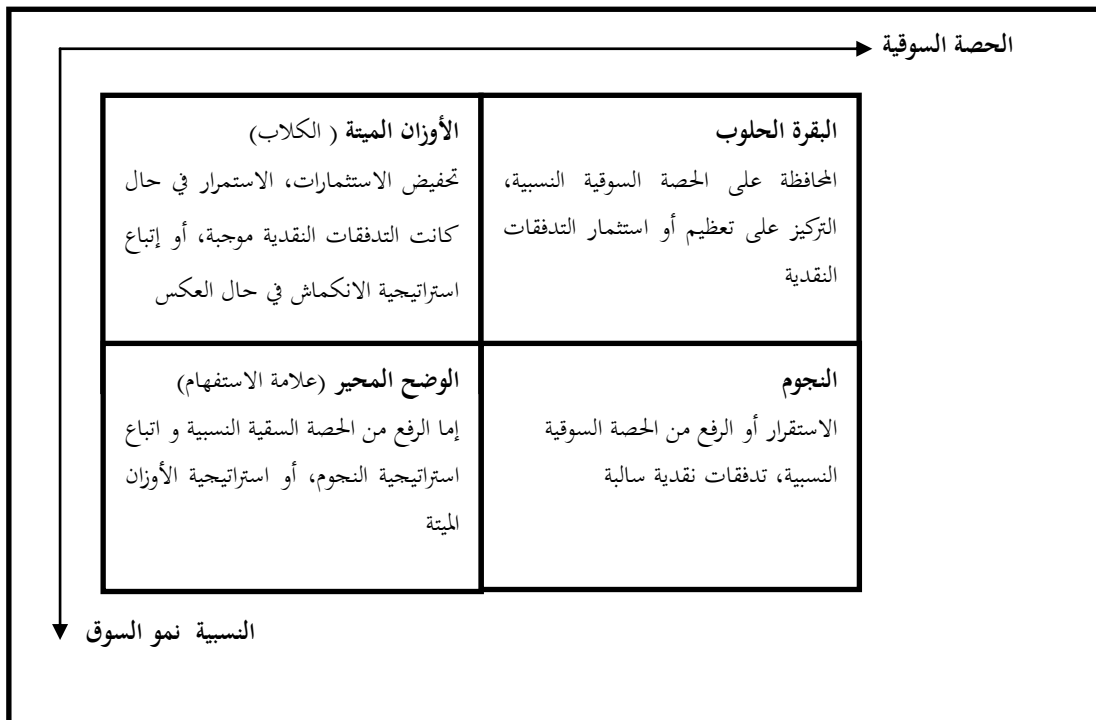 الحصة السوقية
البقرة الحلوب
المحافظة على الحصة السوقية النسبية،
التركيز على تعظيم أو استثمار التدفقات
النقدية
الأوزان الميتة ( الكلاب)
تخفيض الاستثمارات، الاستمرار في حال
كانت التدفقات النقدية موجبة، أو إتباع
استراتيجية الانكماش في حال العكس
النجوم
الاستقرار أو الرفع من الحصة السوقية
النسبية، تدفقات نقدية سالبة
الوضح المحير (علامة الاستفهام)
إما الرفع من الحصة السقية النسبية و اتباع
استراتيجية النجوم، أو استراتيجية الأوزان
الميتة
النسبية نمو السوق